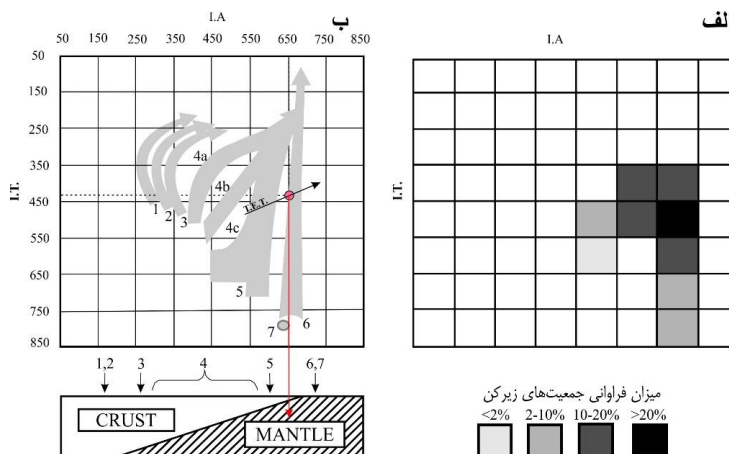 I.A
ب
50 150 250 350 450 550 650 750 850
50
150
250
350
450
550
650
750
850
I.T.
1
2
3
4a
4b
4c
5
6
7
T.E.T.
1,2 3 4 5 6,7
CRUST
MANTLE
الف
I.A
I.T.
میزان فراوانی جمعیت‌های زیرکن
<2% 2-10% 10-20% >20%